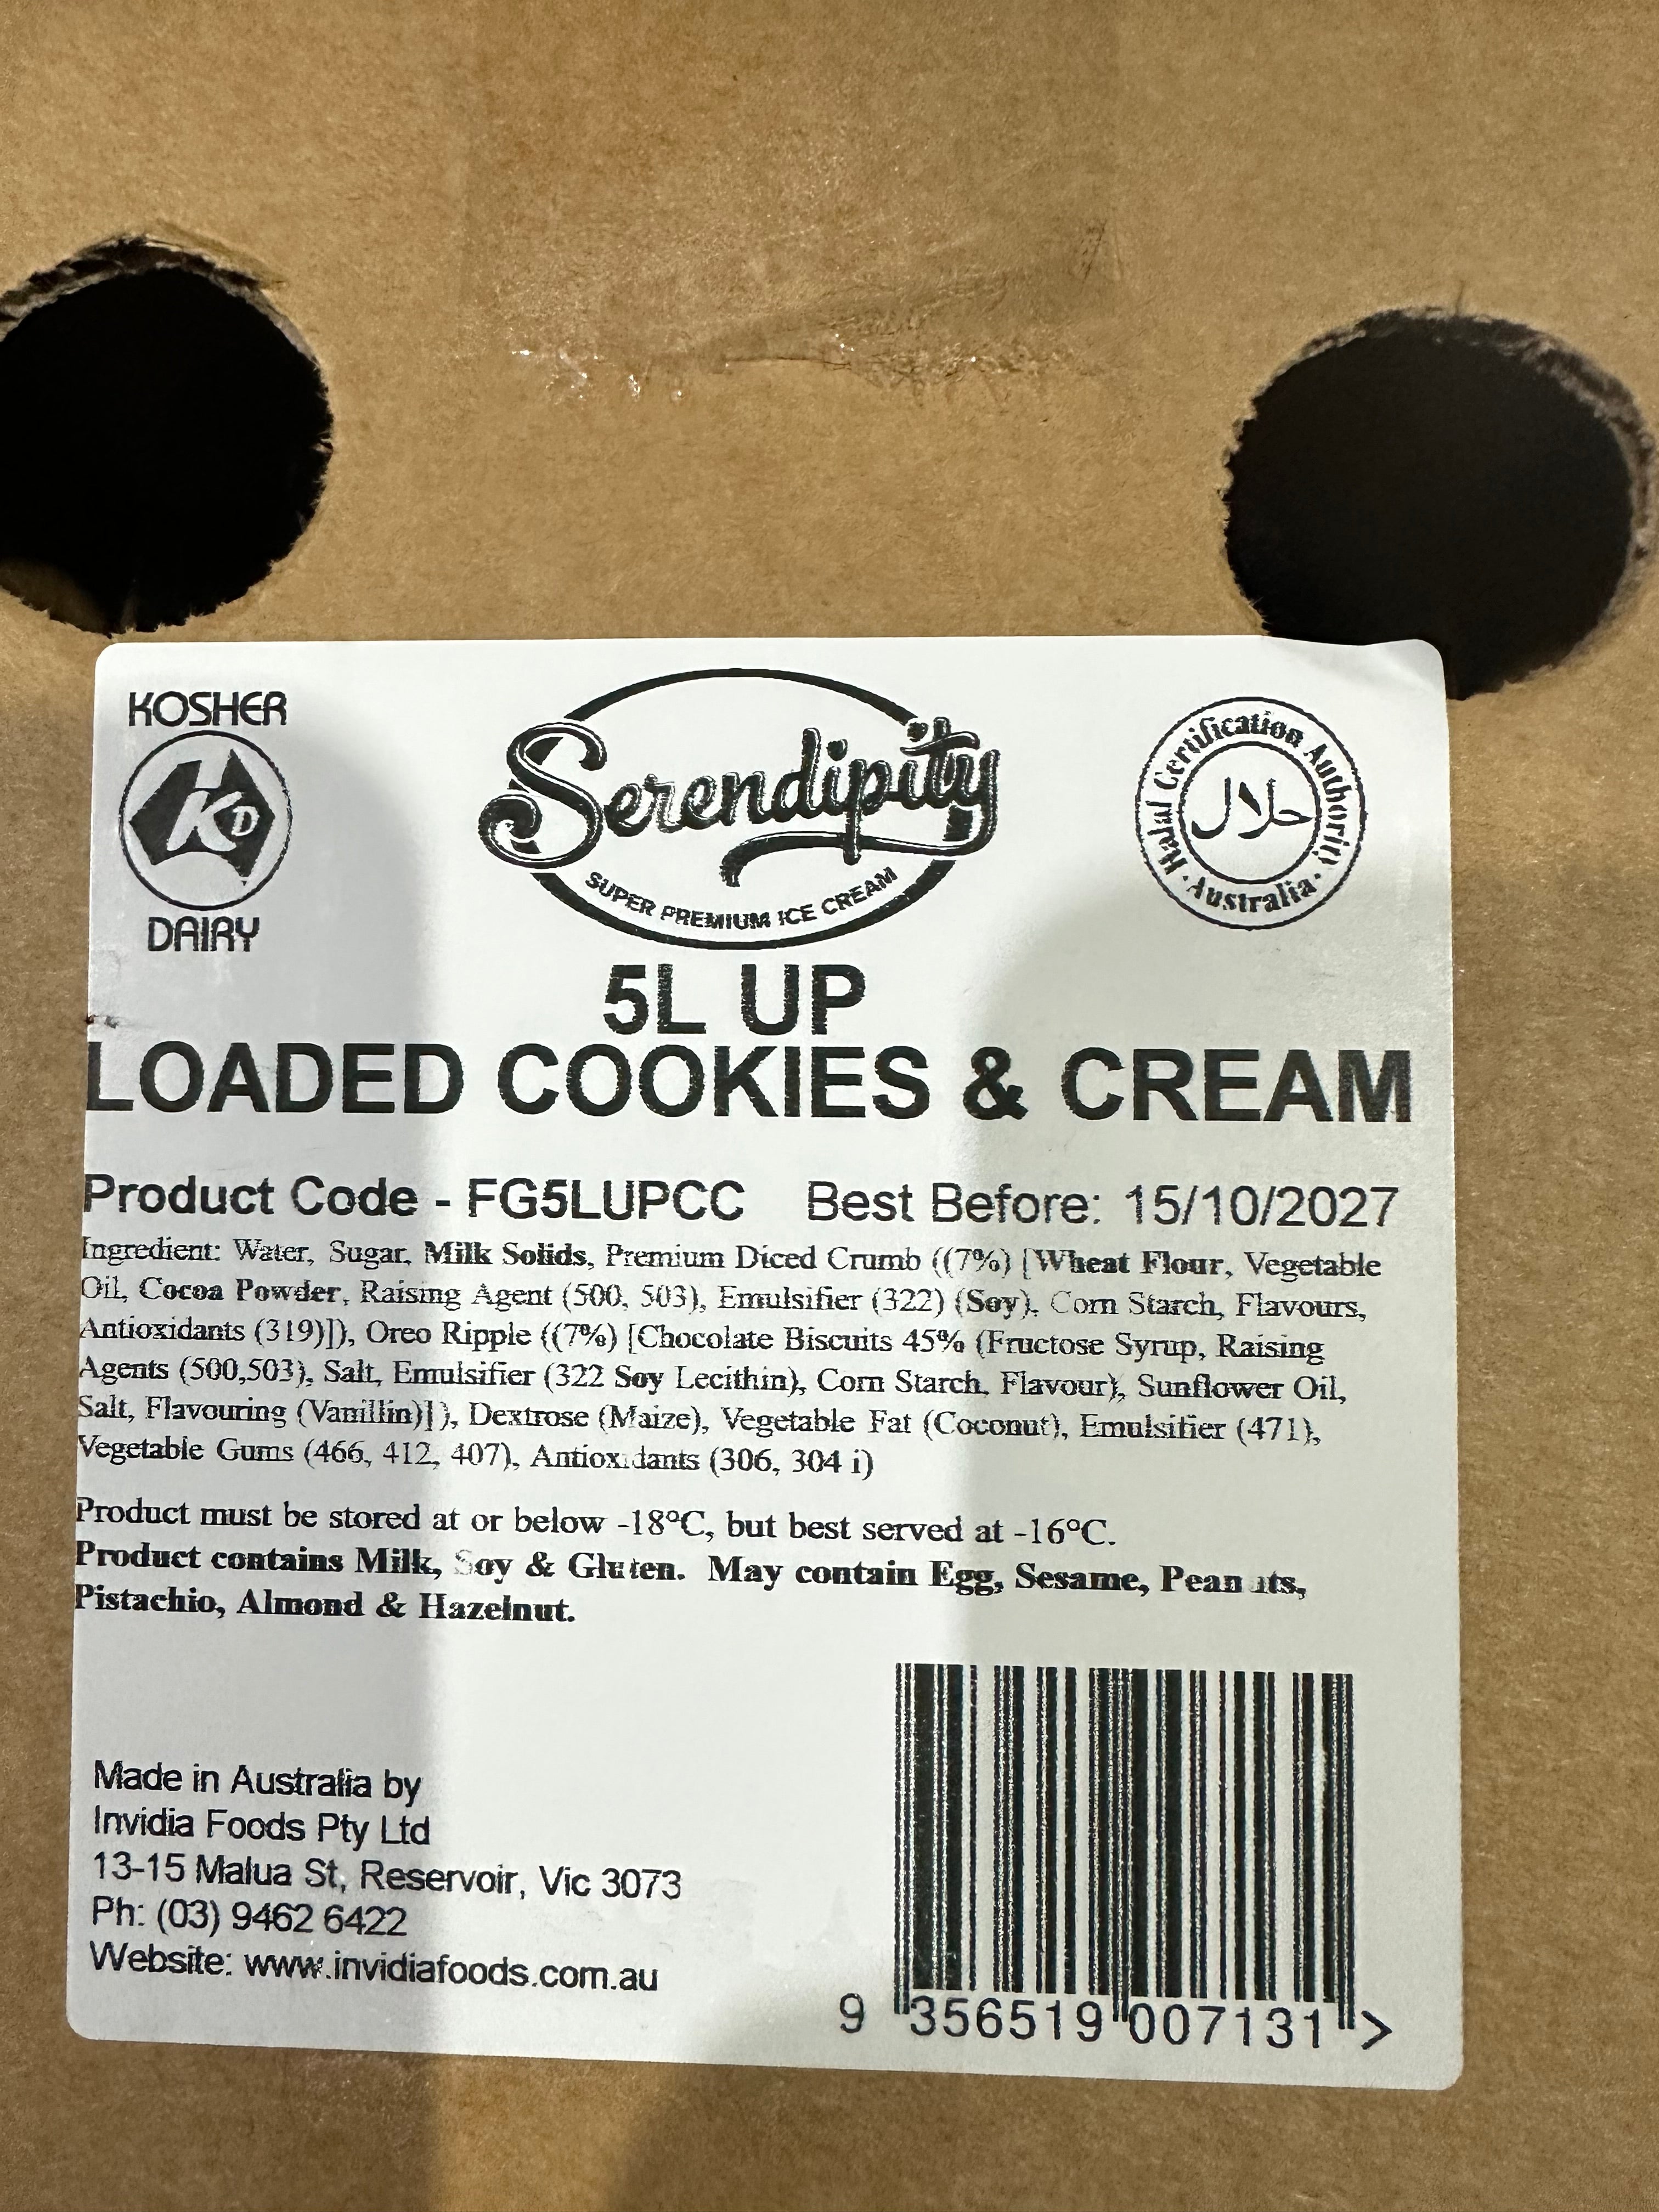 KOSHER
KD
DAIRY
Serendipity
SUPER PREMIUM ICE CREAM
Halal Certification Authority
حلال
· Australia ·
5L UP
LOADED COOKIES & CREAM
Product Code - FG5LUPCC Best Before: 15/10/2027
Ingredient: Water, Sugar, Milk Solids, Premium Diced Crumb ((7%) [Wheat Flour, Vegetable
Oil, Cocoa Powder, Raising Agent (500, 503), Emulsifier (322) (Soy), Corn Starch, Flavours,
Antioxidants (319)]), Oreo Ripple ((7%) [Chocolate Biscuits 45% (Fructose Syrup, Raising
Agents (500,503), Salt, Emulsifier (322 Soy Lecithin), Corn Starch, Flavour), Sunflower Oil,
Salt, Flavouring (Vanillin)]), Dextrose (Maize), Vegetable Fat (Coconut), Emulsifier (471),
Vegetable Gums (466, 412, 407), Antioxidants (306, 304 i)
Product must be stored at or below -18°C, but best served at -16°C.
Product contains Milk, Soy & Gluten. May contain Egg, Sesame, Peanuts,
Pistachio, Almond & Hazelnut.
Made in Australia by
Invidia Foods Pty Ltd
13-15 Malua St, Reservoir, Vic 3073
Ph: (03) 9462 6422
Website: www.invidiafoods.com.au
9 356519 007131 >